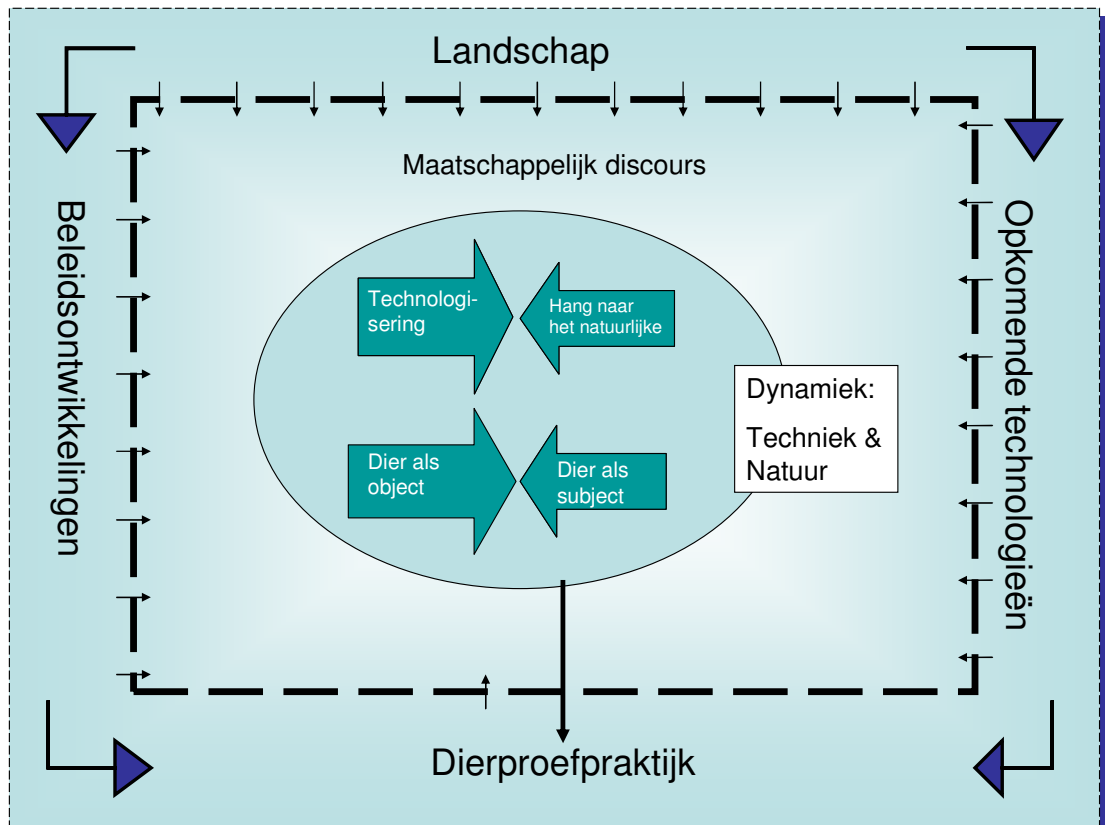 Landschap
Maatschappelijk discours
Beleidsontwikkelingen
Opkomende technologieën
Technologi-
sering
Hang naar
het natuurlijke
Dynamiek:
Techniek &
Natuur
Dier als
object
Dier als
subject
Dierproefpraktijk